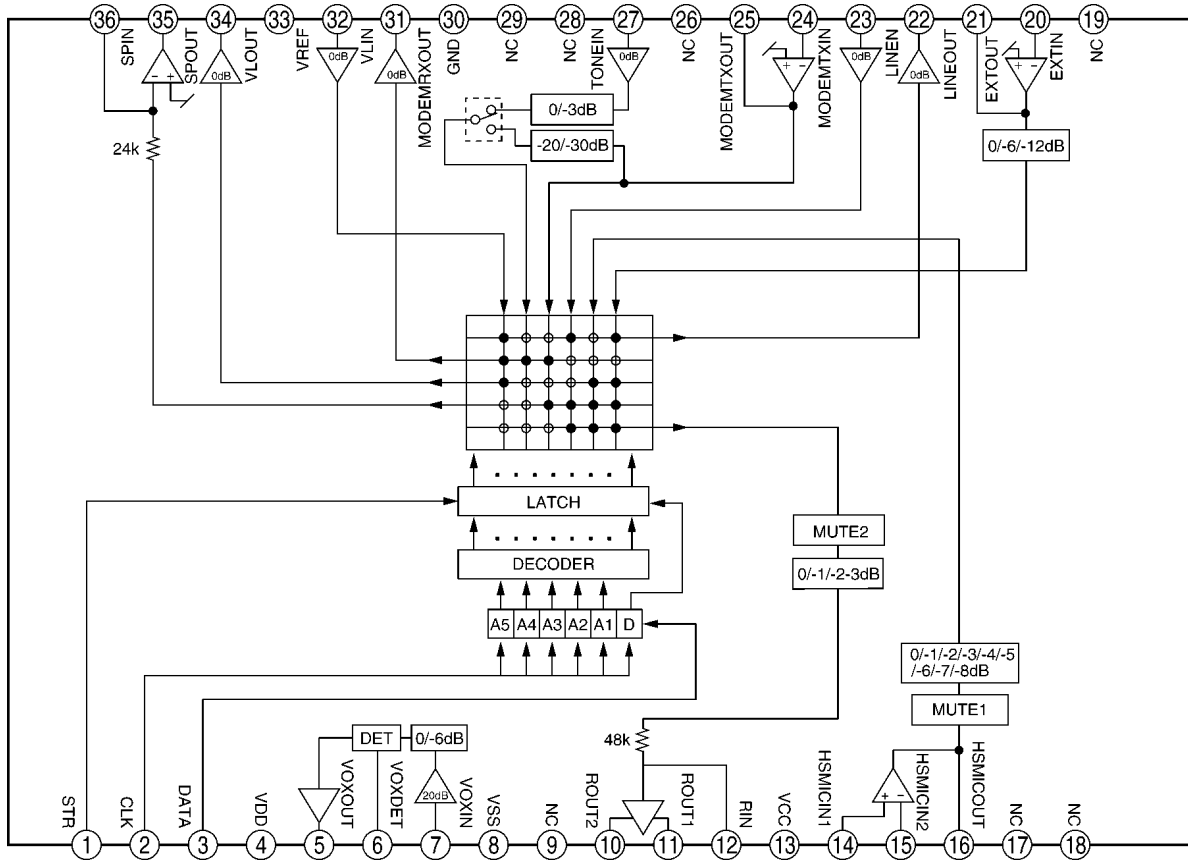 36 35 34 33 32 31 30 29 28 27 26 25 24 23 22 21 20 19
SPIN
SPOUT
VLOUT
VREF
VLIN
MODEMRXOUT
GND
NC
NC
TONEIN
NC
MODEMTXOUT
MODEMTXIN
LINEN
LINEOUT
EXTOUT
EXTIN
NC
- +
0dB
0dB
0dB
0dB
+ -
0dB
0dB
+ -
24k
0/-3dB
-20/-30dB
0/-6/-12dB
LATCH
DECODER
A5 A4 A3 A2 A1 D
MUTE2
0/-1/-2-3dB
0/-1/-2/-3/-4/-5
/-6/-7/-8dB
MUTE1
48k
DET
0/-6dB
20dB
+ -
STR
CLK
DATA
VDD
VOXOUT
VOXDET
VOXIN
VSS
NC
ROUT2
ROUT1
RIN
VCC
HSMICIN1
HSMICIN2
HSMICOUT
NC
NC
1 2 3 4 5 6 7 8 9 10 11 12 13 14 15 16 17 18